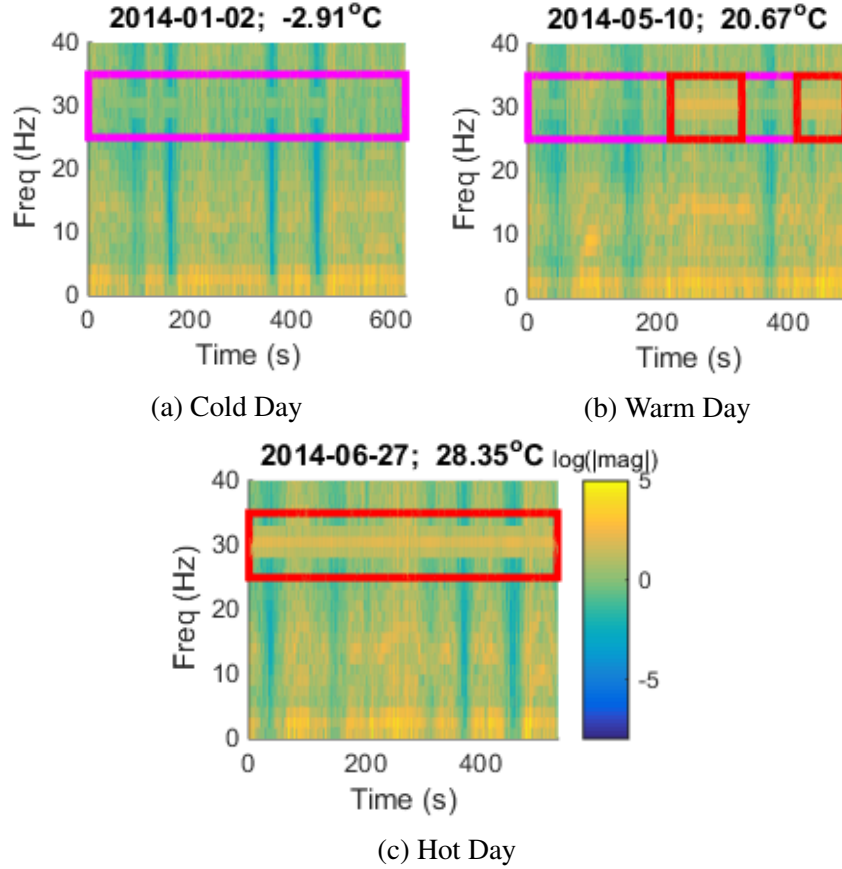 2014-01-02; -2.91°C
40
30
20
10
0
Freq (Hz)
0 200 400 600
Time (s)
(a) Cold Day
2014-05-10; 20.67°C
40
30
20
10
0
Freq (Hz)
0 200 400
Time (s)
(b) Warm Day
2014-06-27; 28.35°C
40
30
20
10
0
Freq (Hz)
0 200 400
Time (s)
log(|mag|)
5
0
-5
(c) Hot Day